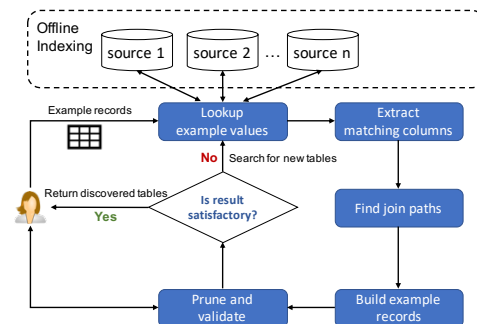 Offline
Indexing
source 1
source 2
...
source n
Example records
Lookup
example values
Extract
matching columns
No
Search for new tables
Return discovered tables
Yes
Is result
satisfactory?
Find join paths
Prune and
validate
Build example
records